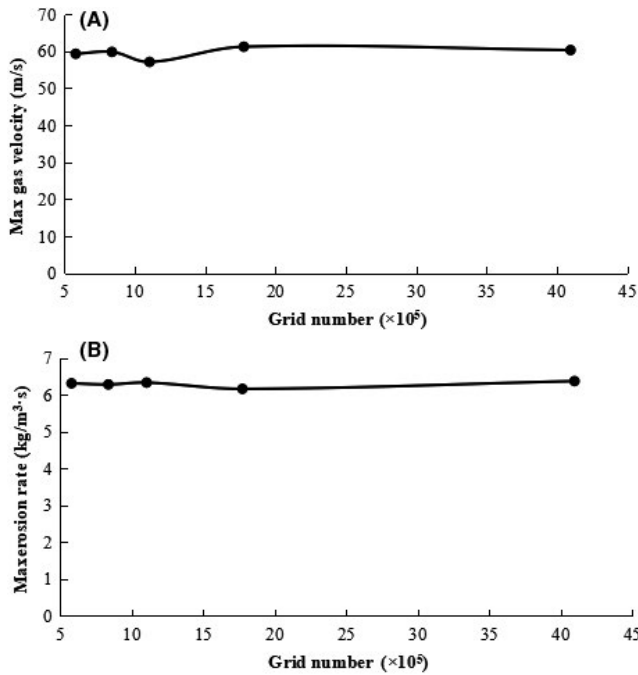 (A)
Max gas velocity (m/s)
70
60
50
40
30
20
10
0
5 10 15 20 25 30 35 40 45
Grid number (×10⁵)
(B)
Maxerosion rate (kg/m³·s)
7
6
5
4
3
2
1
0
5 10 15 20 25 30 35 40 45
Grid number (×10⁵)